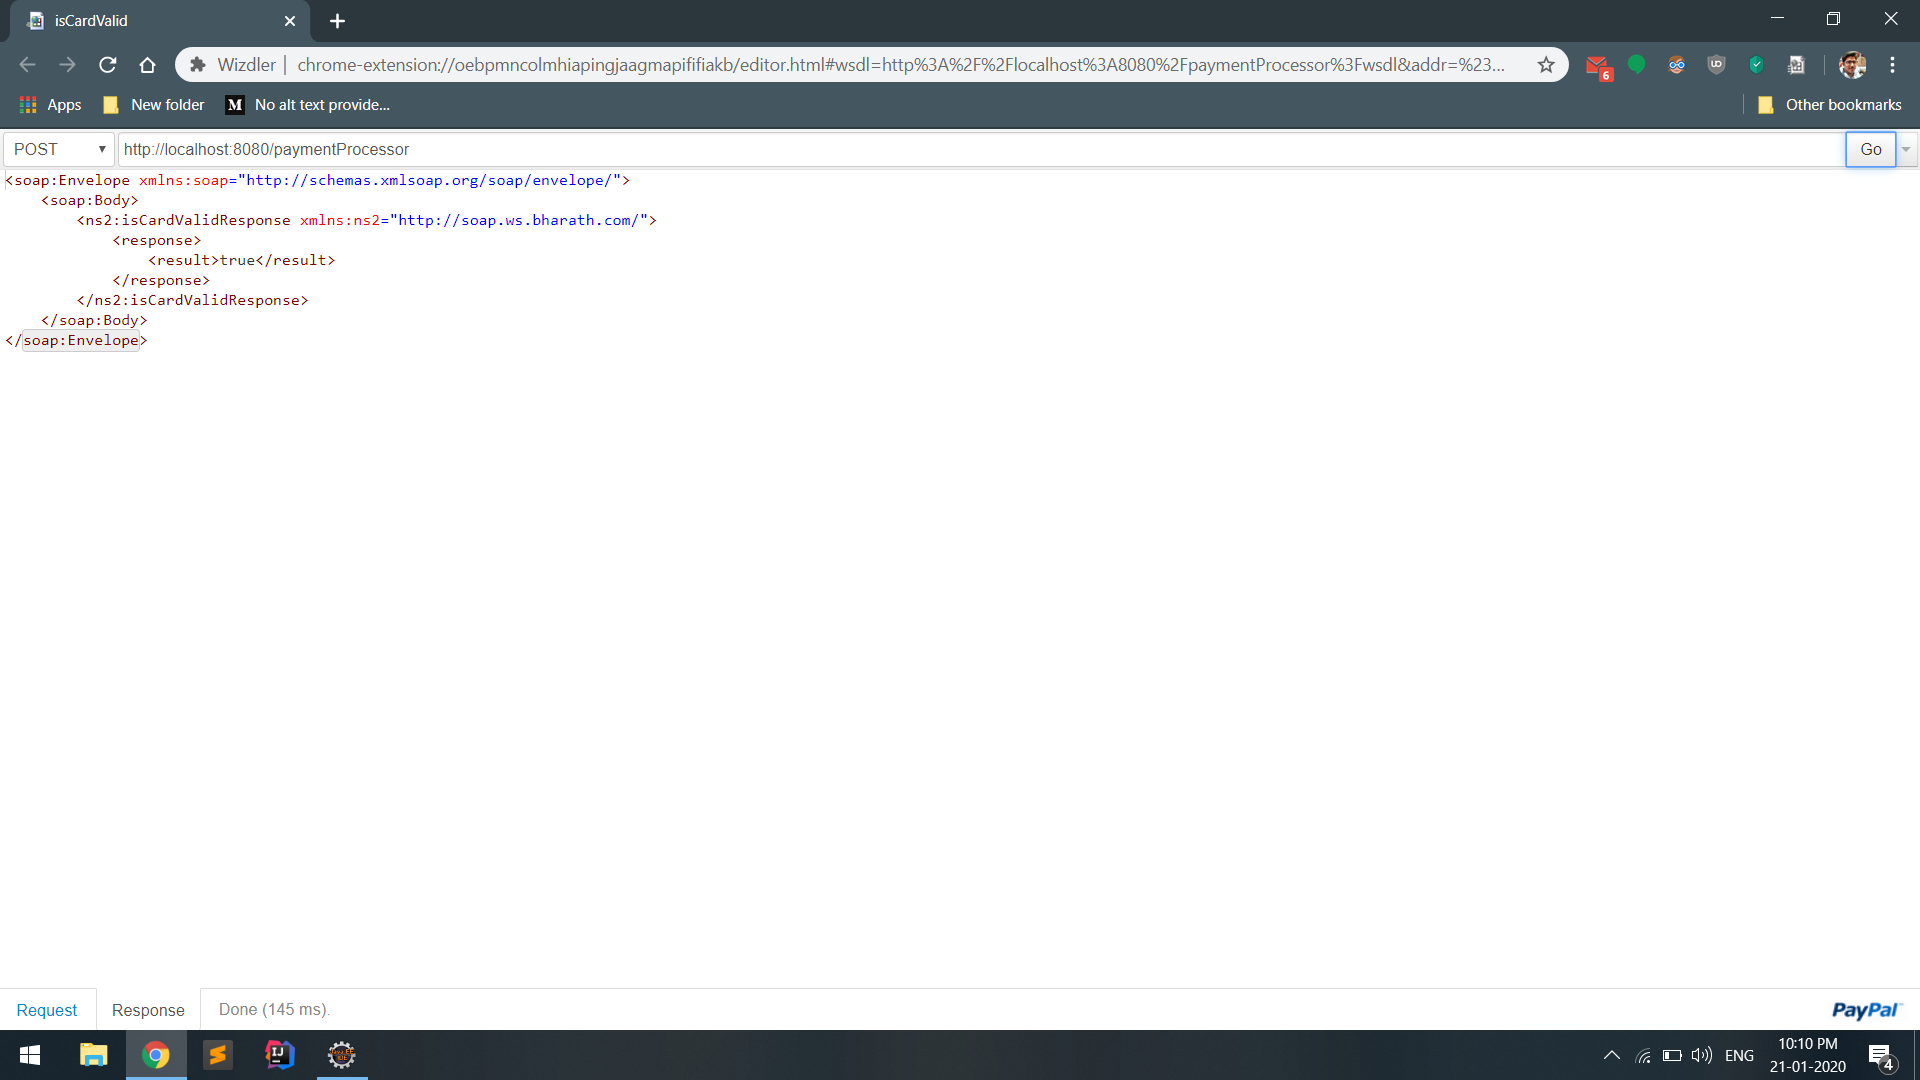 isCardValid
Wizdler | chrome-extension://oebpmncolmhiapingjaagmapififiakb/editor.html#wsdl=http%3A%2F%2Flocalhost%3A8080%2FpaymentProcessor%3Fwsdl&addr=%23...
6
Apps New folder M No alt text provide... Other bookmarks
POST http://localhost:8080/paymentProcessor Go
<soap:Envelope xmlns:soap="http://schemas.xmlsoap.org/soap/envelope/">
<soap:Body>
<ns2:isCardValidResponse xmlns:ns2="http://soap.ws.bharath.com/">
<response>
<result>true</result>
</response>
</ns2:isCardValidResponse>
</soap:Body>
</soap:Envelope>
Request Response Done (145 ms). PayPal
ENG 10:10 PM
21-01-2020
4